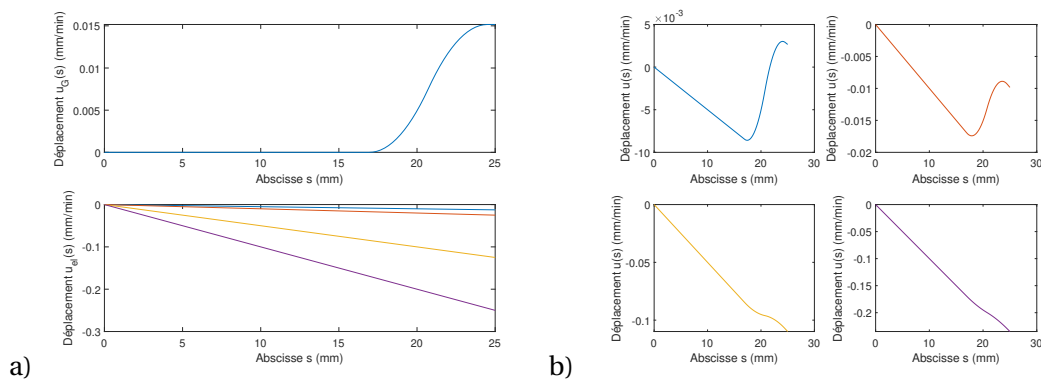 a)
Déplacement u_G(s) (mm/min)
0.015
0.01
0.005
0
0 5 10 15 20 25
Abscisse s (mm)
Déplacement u_el(s) (mm/min)
0
-0.1
-0.2
-0.3
0 5 10 15 20 25
Abscisse s (mm)
b)
×10⁻³
Déplacement u(s) (mm/min)
5
0
-5
-10
0 10 20 30
Abscisse s (mm)
Déplacement u(s) (mm/min)
0
-0.005
-0.01
-0.015
-0.02
0 10 20 30
Abscisse s (mm)
Déplacement u(s) (mm/min)
0
-0.05
-0.1
0 10 20 30
Abscisse s (mm)
Déplacement u(s) (mm/min)
0
-0.05
-0.1
-0.15
-0.2
0 10 20 30
Abscisse s (mm)